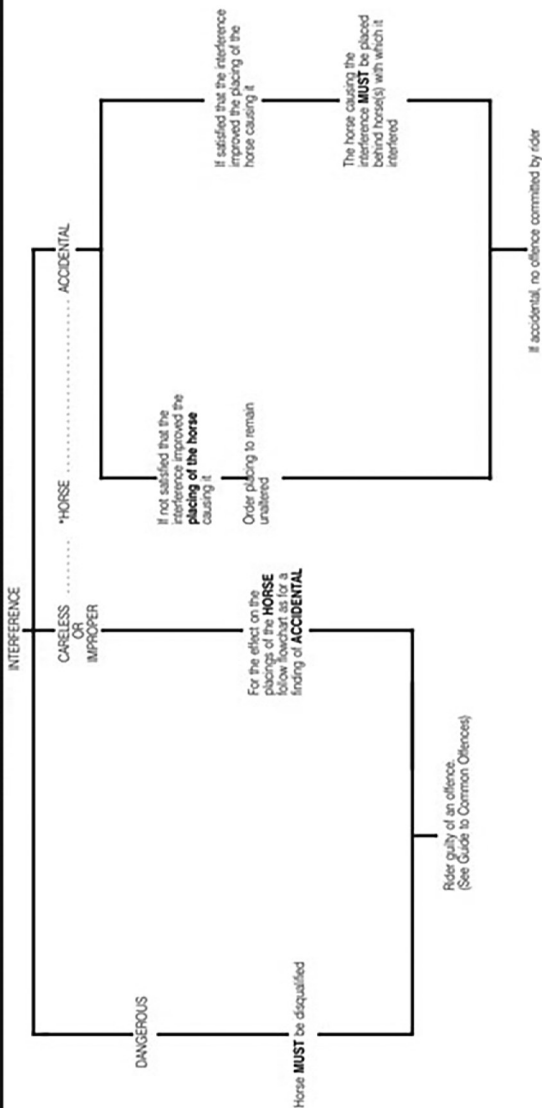 INTERFERENCE
DANGEROUS
CARELESS ....... *HORSE ........................ ACCIDENTAL
OR
IMPROPER
If not satisfied that the
interference improved the
placing of the horse
causing it
If satisfied that the interference
improved the placing of the
horse causing it
Horse MUST be disqualified
For the effect on the
placings of the HORSE
follow flowchart as for a
finding of ACCIDENTAL
Order placing to remain
unaltered
The horse causing the
interference MUST be placed
behind horse(s) with which it
interfered
Rider guilty of an offence.
(See Guide to Common Offences)
If accidental, no offence committed by rider